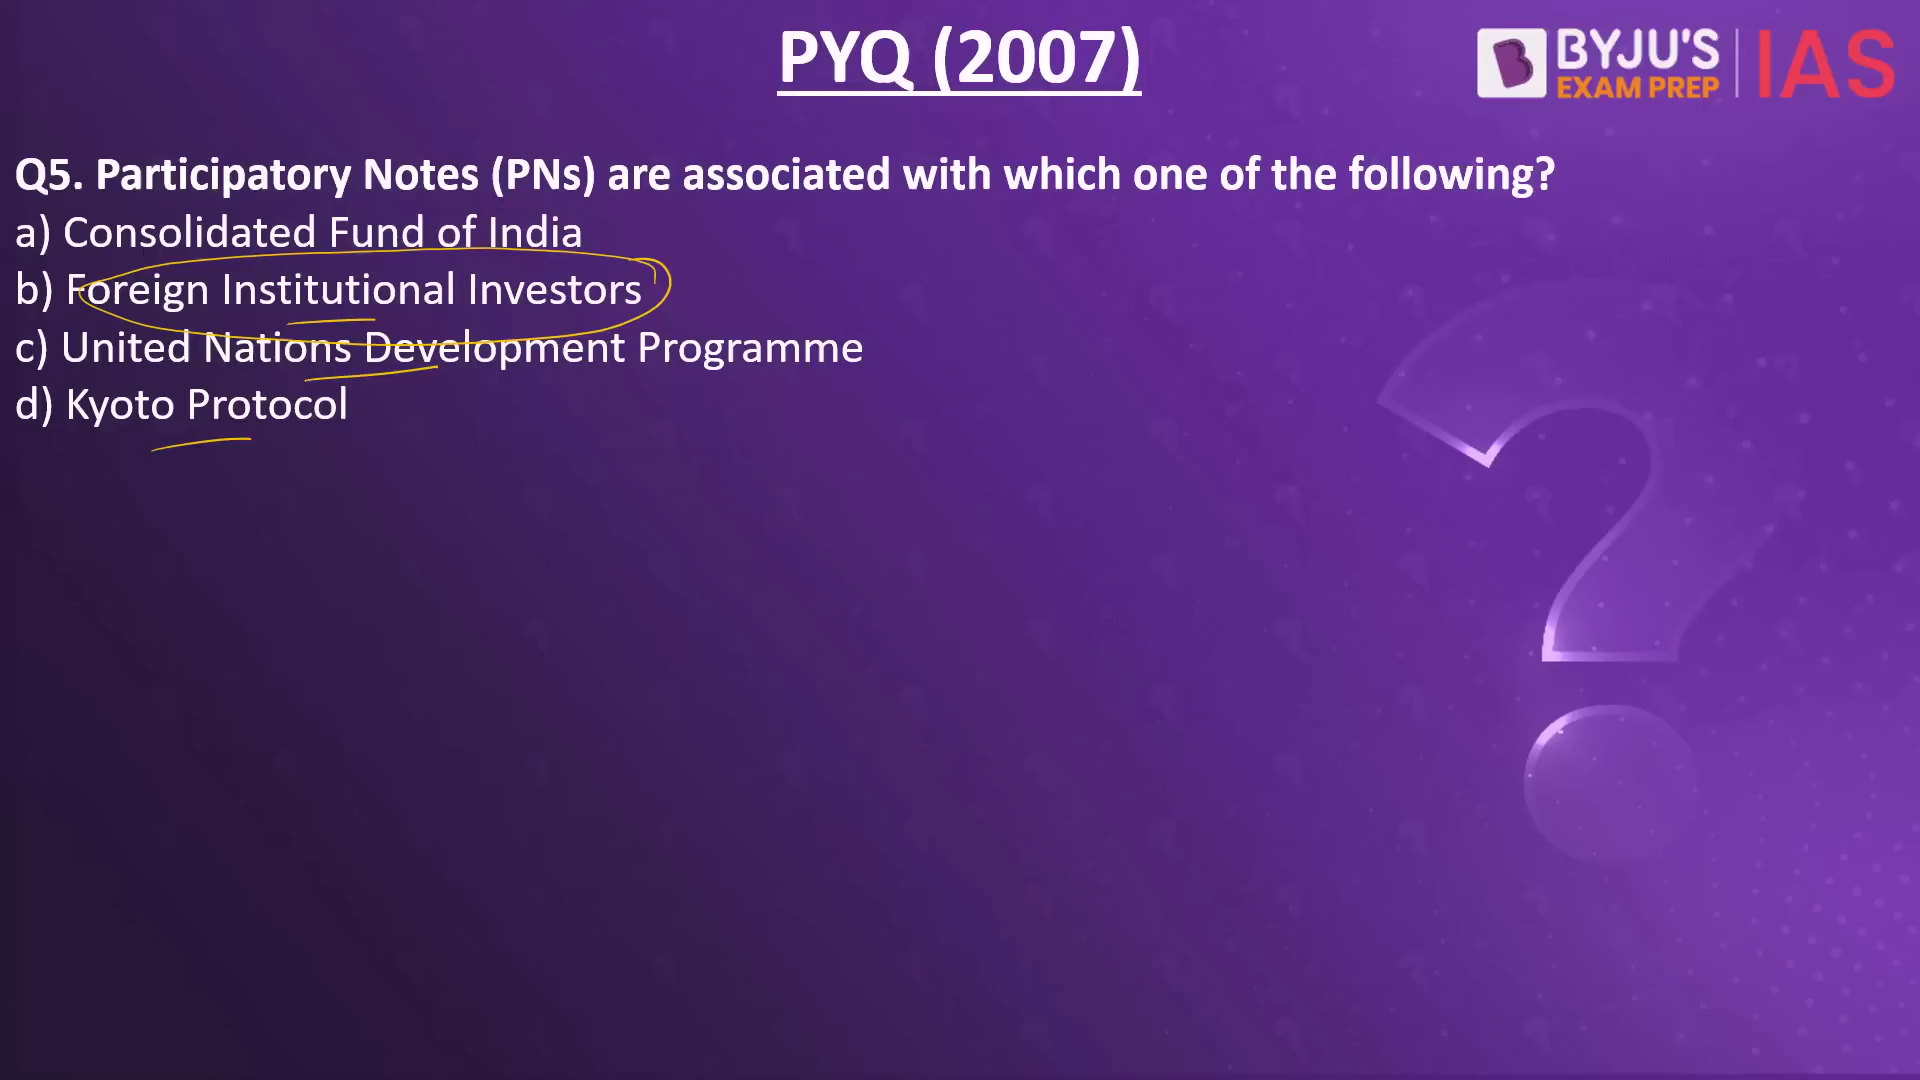 PYQ (2007)
BYJU'S
EXAM PREP
IAS
Q5. Participatory Notes (PNs) are associated with which one of the following?
a) Consolidated Fund of India
b) Foreign Institutional Investors
c) United Nations Development Programme
d) Kyoto Protocol